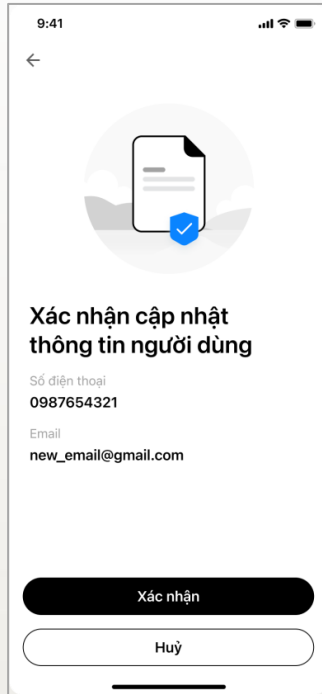 9:41
Xác nhận cập nhật
thông tin người dùng
Số điện thoại
0987654321
Email
new_email@gmail.com
Xác nhận
Huỷ